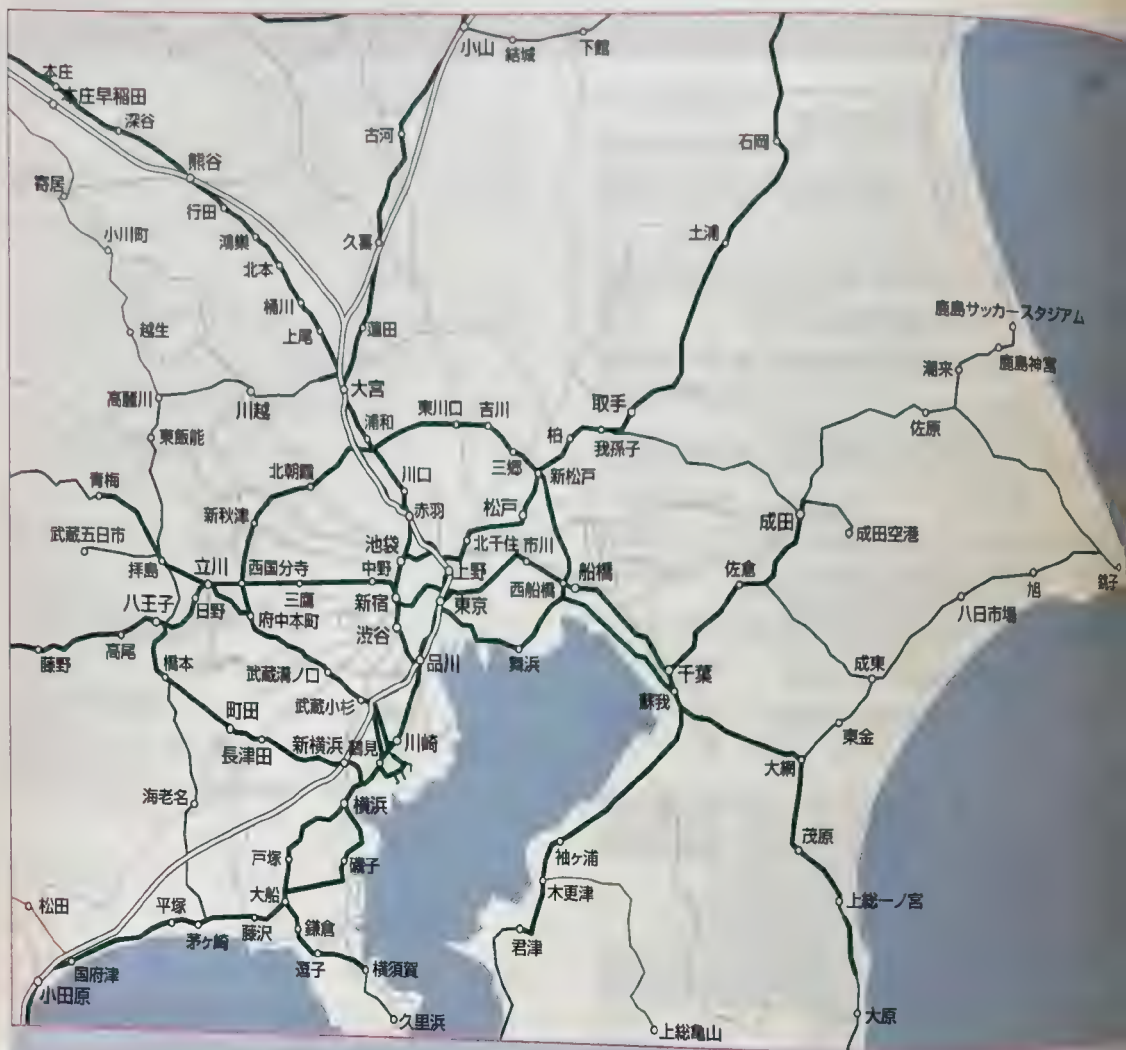 小山
結城
下館
本庄
本庄早稲田
深谷
古河
石岡
熊谷
寄居
行田
小川町
鴻巣
久喜
土浦
北本
桶川
越生
上尾
蓮田
鹿島サッカースタジアム
鹿島神宮
潮来
大宮
高麗川
川越
取手
佐原
東川口
吉川
浦和
柏
我孫子
東飯能
三郷
新松戸
北朝霞
川口
青梅
新秋津
赤羽
松戸
成田
成田空港
武蔵五日市
北千住
市川
池袋
拝島
立川
西国分寺
中野
上野
西船橋
船橋
佐倉
旭
銚子
三鷹
八王子
日野
府中本町
新宿
東京
八日市場
渋谷
高尾
藤野
橋本
武蔵溝ノ口
品川
舞浜
千葉
成東
武蔵小杉
蘇我
町田
東金
長津田
新横浜
鶴見
川崎
大網
海老名
横浜
茂原
戸塚
磯子
袖ヶ浦
大船
木更津
上総一ノ宮
松田
平塚
茅ヶ崎
藤沢
鎌倉
君津
国府津
逗子
横須賀
小田原
久里浜
上総亀山
大原